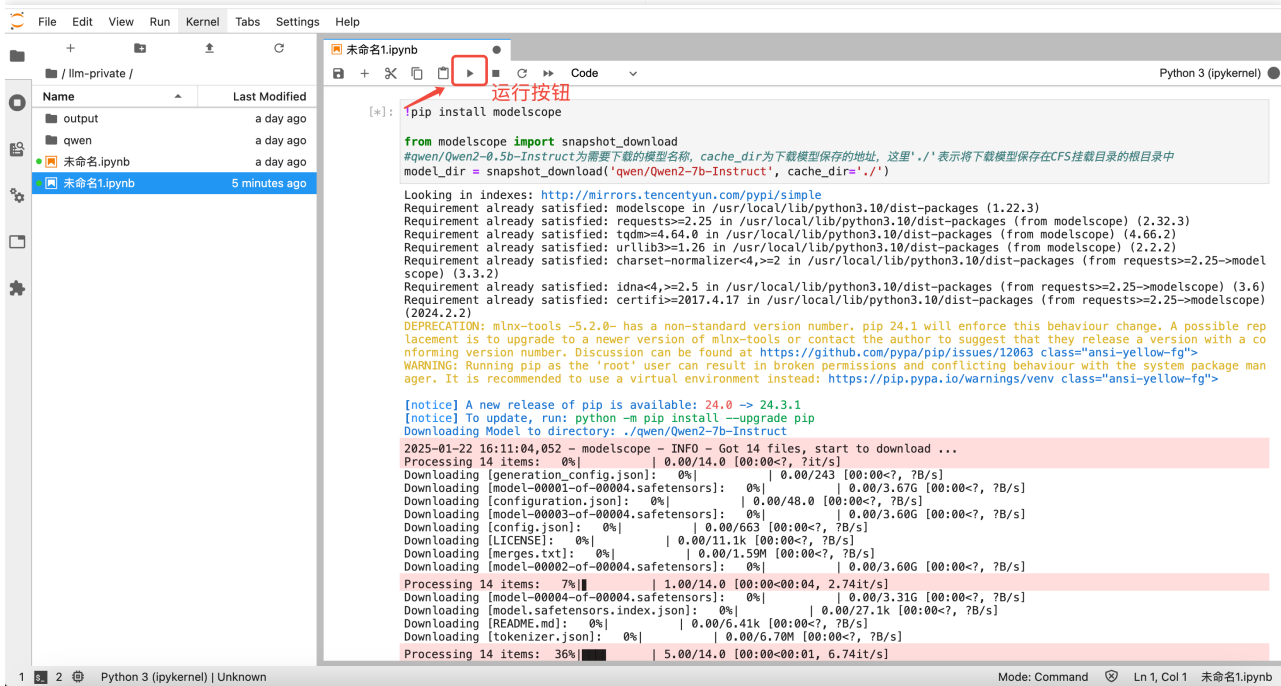 File Edit View Run Kernel Tabs Settings Help
/ llm-private /
Name Last Modified
output a day ago
qwen a day ago
未命名.ipynb a day ago
未命名1.ipynb 5 minutes ago
未命名1.ipynb
Code
Python 3 (ipykernel)
运行按钮
[*]:
!pip install modelscope
from modelscope import snapshot_download
#qwen/Qwen2-0.5b-Instruct为需要下载的模型名称，cache_dir为下载模型保存的地址，这里'./'表示将下载模型保存在CFS挂载目录的根目录中
model_dir = snapshot_download('qwen/Qwen2-7b-Instruct', cache_dir='./')
Looking in indexes: http://mirrors.tencentyun.com/pypi/simple
Requirement already satisfied: modelscope in /usr/local/lib/python3.10/dist-packages (1.22.3)
Requirement already satisfied: requests>=2.25 in /usr/local/lib/python3.10/dist-packages (from modelscope) (2.32.3)
Requirement already satisfied: tqdm>=4.64.0 in /usr/local/lib/python3.10/dist-packages (from modelscope) (4.66.2)
Requirement already satisfied: urllib3>=1.26 in /usr/local/lib/python3.10/dist-packages (from modelscope) (2.2.2)
Requirement already satisfied: charset-normalizer<4,>=2 in /usr/local/lib/python3.10/dist-packages (from requests>=2.25->model
scope) (3.3.2)
Requirement already satisfied: idna<4,>=2.5 in /usr/local/lib/python3.10/dist-packages (from requests>=2.25->modelscope) (3.6)
Requirement already satisfied: certifi>=2017.4.17 in /usr/local/lib/python3.10/dist-packages (from requests>=2.25->modelscope)
(2024.2.2)
DEPRECATION: mlnx-tools -5.2.0- has a non-standard version number. pip 24.1 will enforce this behaviour change. A possible rep
lacement is to upgrade to a newer version of mlnx-tools or contact the author to suggest that they release a version with a co
nforming version number. Discussion can be found at https://github.com/pypa/pip/issues/12063 class="ansi-yellow-fg">
WARNING: Running pip as the 'root' user can result in broken permissions and conflicting behaviour with the system package man
ager. It is recommended to use a virtual environment instead: https://pip.pypa.io/warnings/venv class="ansi-yellow-fg">
[notice] A new release of pip is available: 24.0 -> 24.3.1
[notice] To update, run: python -m pip install --upgrade pip
Downloading Model to directory: ./qwen/Qwen2-7b-Instruct
2025-01-22 16:11:04,052 - modelscope - INFO - Got 14 files, start to download ...
Processing 14 items: 0%| | 0.00/14.0 [00:00<?, ?it/s]
Downloading [generation_config.json]: 0%| | 0.00/243 [00:00<?, ?B/s]
Downloading [model-00001-of-00004.safetensors]: 0%| | 0.00/3.67G [00:00<?, ?B/s]
Downloading [configuration.json]: 0%| | 0.00/48.0 [00:00<?, ?B/s]
Downloading [model-00003-of-00004.safetensors]: 0%| | 0.00/3.60G [00:00<?, ?B/s]
Downloading [config.json]: 0%| | 0.00/663 [00:00<?, ?B/s]
Downloading [LICENSE]: 0%| | 0.00/11.1k [00:00<?, ?B/s]
Downloading [merges.txt]: 0%| | 0.00/1.59M [00:00<?, ?B/s]
Downloading [model-00002-of-00004.safetensors]: 0%| | 0.00/3.60G [00:00<?, ?B/s]
Processing 14 items: 7%| | 1.00/14.0 [00:00<00:04, 2.74it/s]
Downloading [model-00004-of-00004.safetensors]: 0%| | 0.00/3.31G [00:00<?, ?B/s]
Downloading [model.safetensors.index.json]: 0%| | 0.00/27.1k [00:00<?, ?B/s]
Downloading [README.md]: 0%| | 0.00/6.41k [00:00<?, ?B/s]
Downloading [tokenizer.json]: 0%| | 0.00/6.70M [00:00<?, ?B/s]
Processing 14 items: 36%| | 5.00/14.0 [00:00<00:01, 6.74it/s]
1 2 Python 3 (ipykernel) | Unknown Mode: Command Ln 1, Col 1 未命名1.ipynb